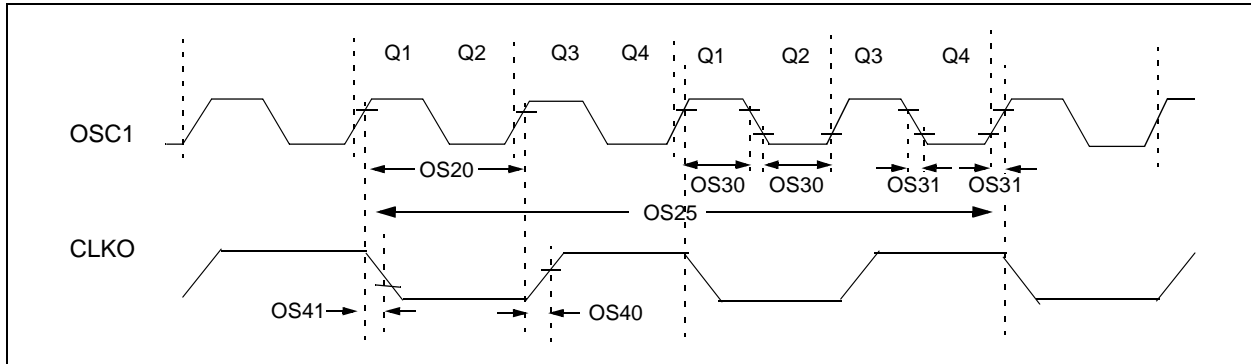 Q1 Q2 Q3 Q4 Q1 Q2 Q3 Q4
OSC1
OS20 OS30 OS30 OS31 OS31
OS25
CLKO
OS41 OS40